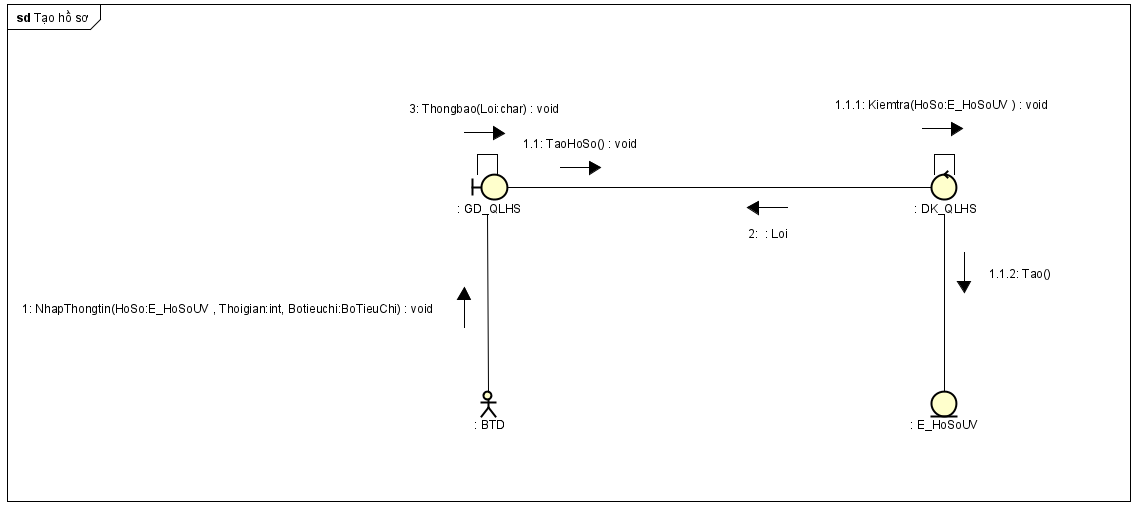 sd Tạo hồ sơ
3: Thongbao(Loi:char) : void
1.1.1: Kiemtra(HoSo:E_HoSoUV ) : void
1.1: TaoHoSo() : void
: GD_QLHS
: DK_QLHS
2:  : Loi
1.1.2: Tao()
1: NhapThongtin(HoSo:E_HoSoUV , Thoigian:int, Botieuchi:BoTieuChi) : void
: BTD
: E_HoSoUV